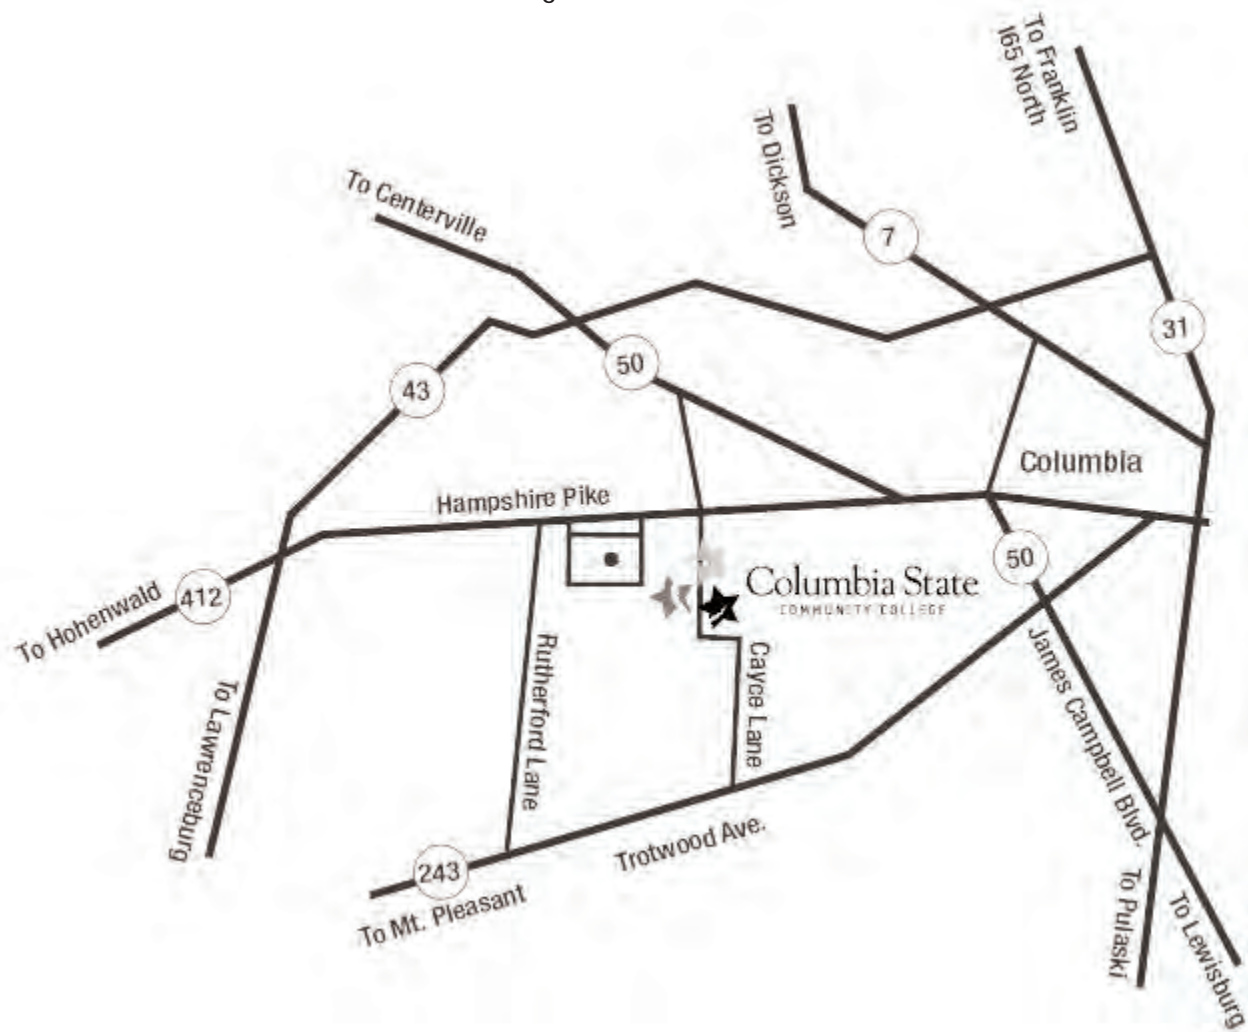 To Franklin
I65 North
To Dickson
To Centerville
7
31
50
43
Columbia
Hampshire Pike
50
Columbia State
COMMUNITY COLLEGE
412
To Hohenwald
Rutherford Lane
Cayce Lane
James Campbell Blvd.
To Lawrenceburg
Trotwood Ave.
243
To Mt. Pleasant
To Pulaski
To Lewisburg